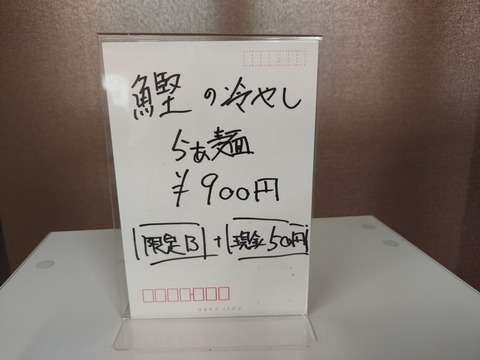 鰹の冷やし
らぁ麺
¥900円
限定B + 現金50円